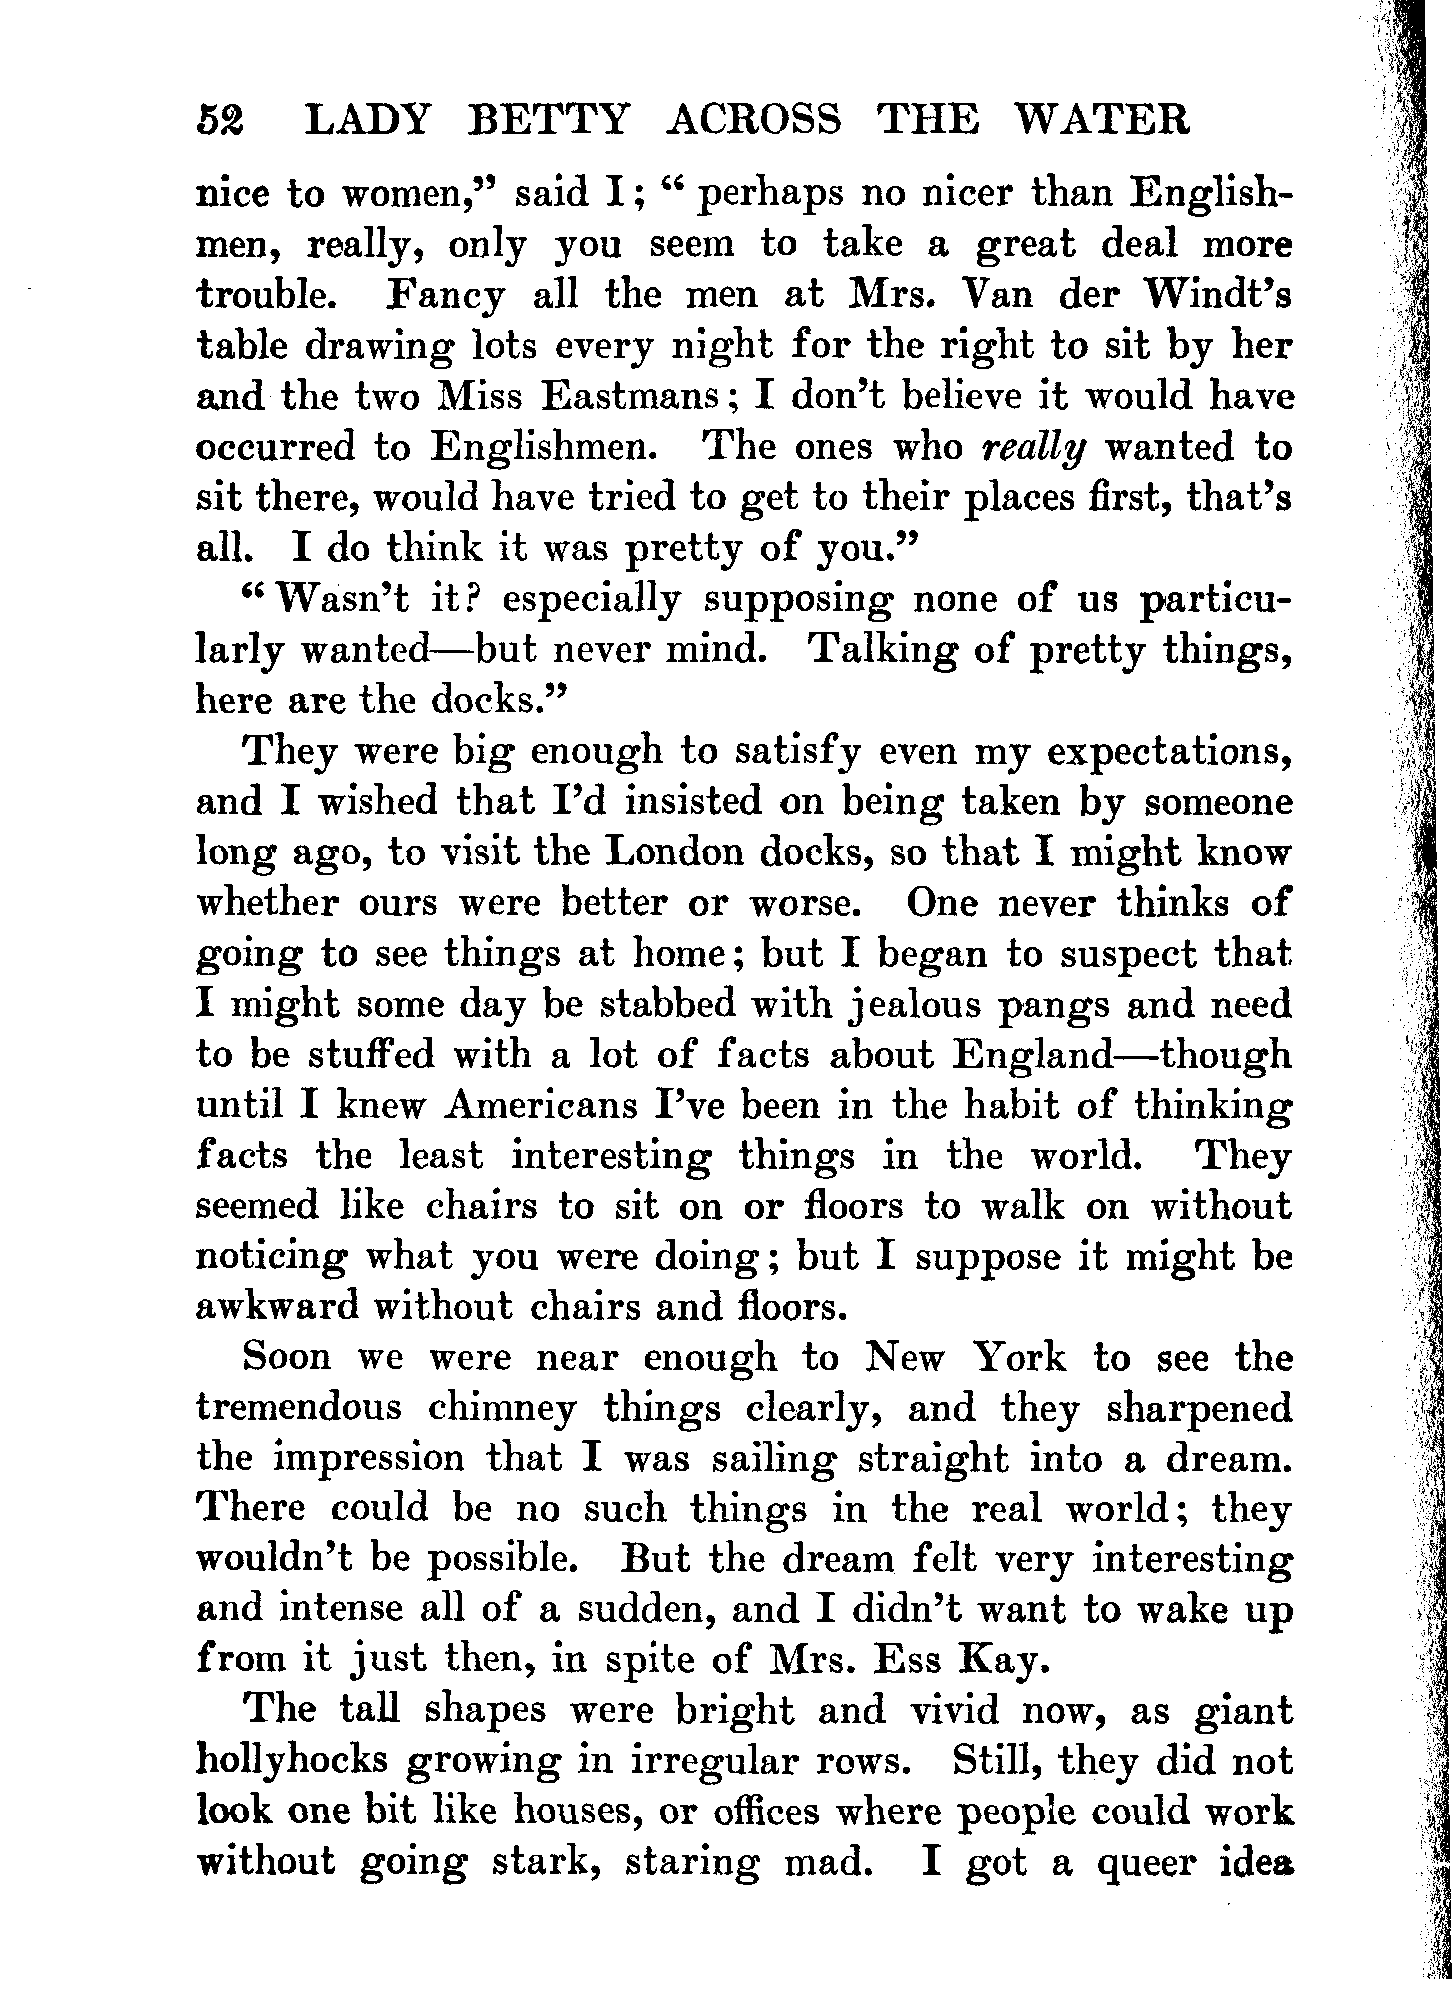 52 LADY BETTY ACROSS THE WATER
nice to women,” said I; “ perhaps no nicer than English-
men, really, only you seem to take a great deal more
trouble. Fancy all the men at Mrs. Van der Windt’s
table drawing lots every night for the right to sit by her
and the two Miss Eastmans; I don’t believe it would have
occurred to Englishmen. The ones who really wanted to
sit there, would have tried to get to their places first, that’s
all. I do think it was pretty of you.”
“ Wasn’t it? especially supposing none of us particu-
larly wanted—but never mind. Talking of pretty things,
here are the docks.”
They were big enough to satisfy even my expectations,
and I wished that I’d insisted on being taken by someone
long ago, to visit the London docks, so that I might know
whether ours were better or worse. One never thinks of
going to see things at home; but I began to suspect that
I might some day be stabbed with jealous pangs and need
to be stuffed with a lot of facts about England—though
until I knew Americans I’ve been in the habit of thinking
facts the least interesting things in the world. They
seemed like chairs to sit on or floors to walk on without
noticing what you were doing; but I suppose it might be
awkward without chairs and floors.
Soon we were near enough to New York to see the
tremendous chimney things clearly, and they sharpened
the impression that I was sailing straight into a dream.
There could be no such things in the real world; they
wouldn’t be possible. But the dream felt very interesting
and intense all of a sudden, and I didn’t want to wake up
from it just then, in spite of Mrs. Ess Kay.
The tall shapes were bright and vivid now, as giant
hollyhocks growing in irregular rows. Still, they did not
look one bit like houses, or offices where people could work
without going stark, staring mad. I got a queer idea